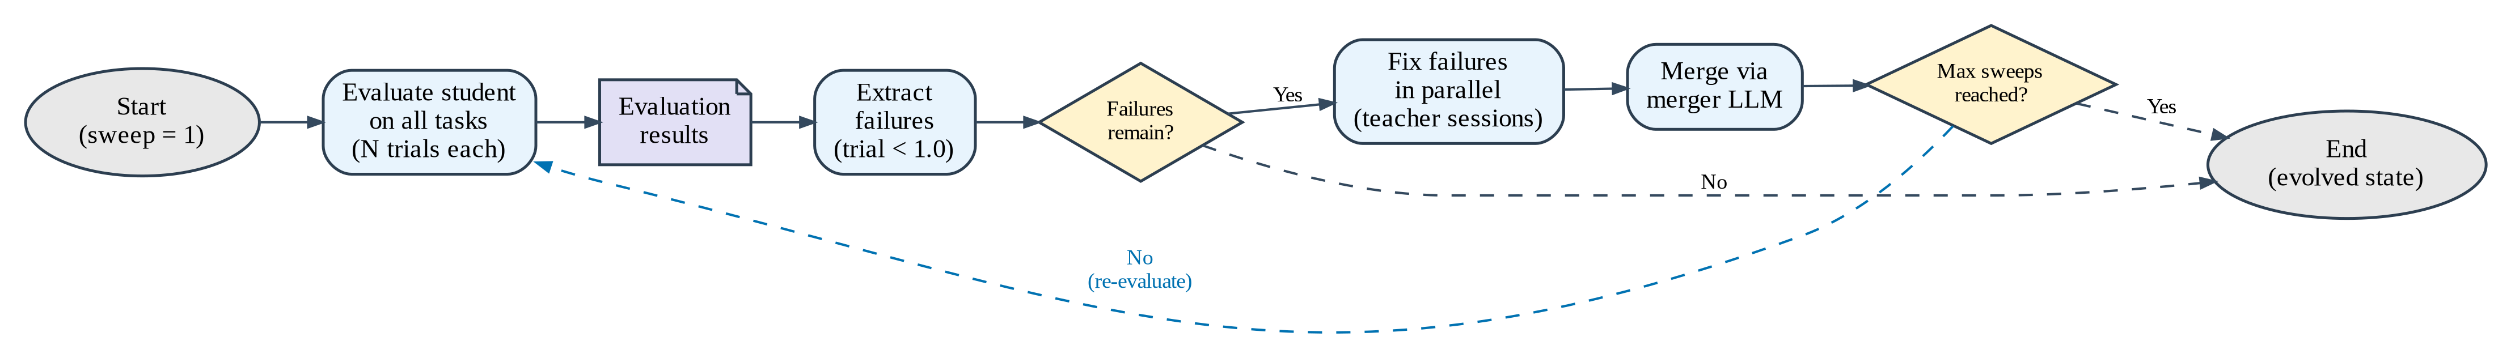 Start
(sweep = 1)
Evaluate student
on all tasks
(N trials each)
Evaluation
results
Extract
failures
(trial < 1.0)
Failures
remain?
Yes
Fix failures
in parallel
(teacher sessions)
Merge via
merger LLM
Max sweeps
reached?
Yes
End
(evolved state)
No
No
(re-evaluate)